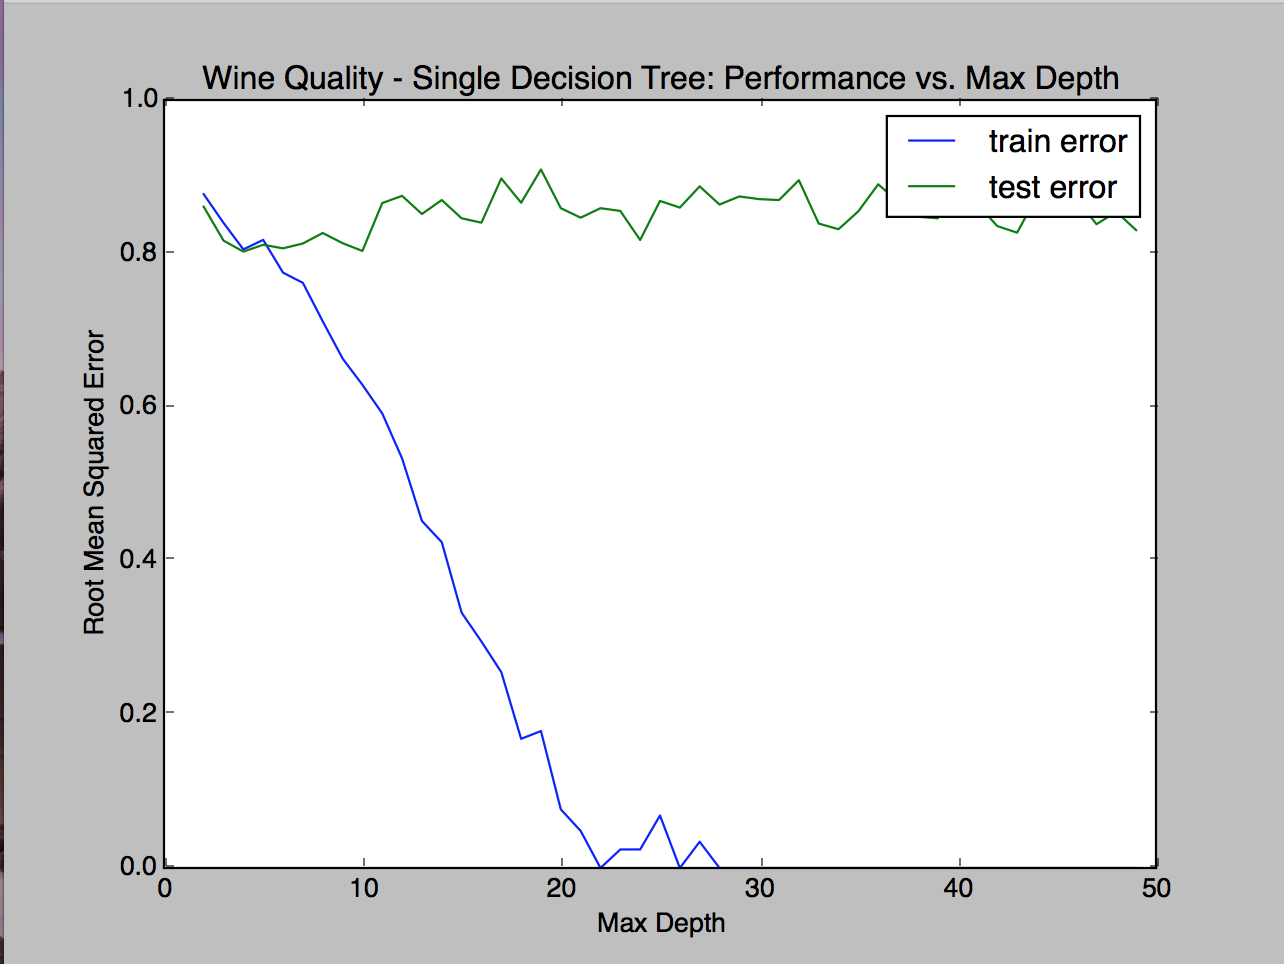 Wine Quality - Single Decision Tree: Performance vs. Max Depth
1.0
train error
test error
0.8
0.6
0.4
0.2
0.0
Root Mean Squared Error
0 10 20 30 40 50
Max Depth